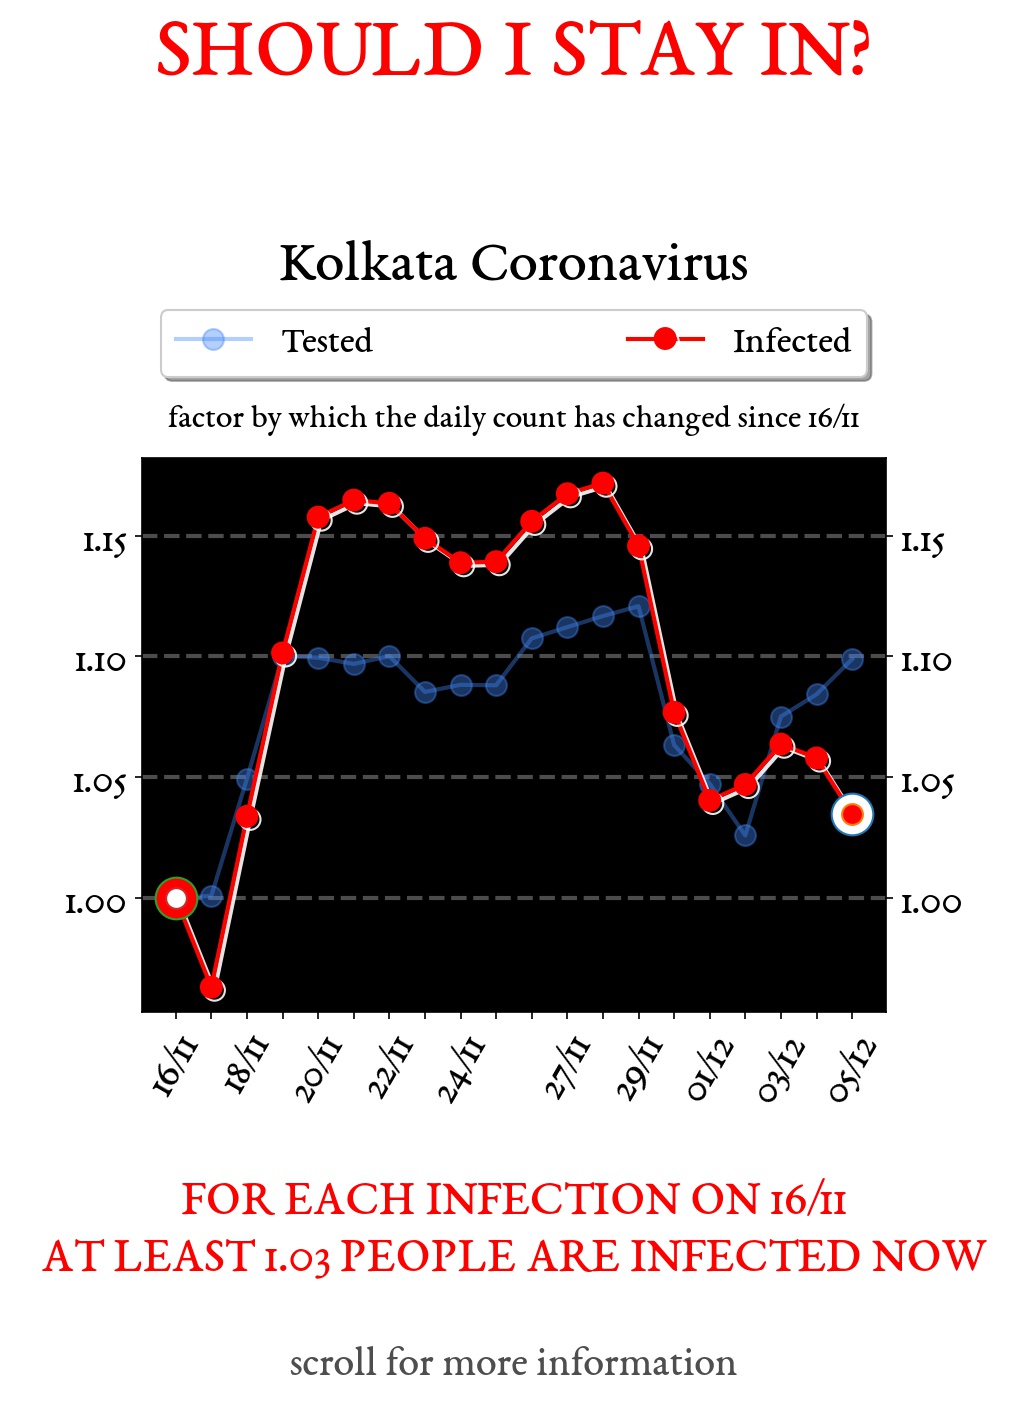 SHOULD I STAY IN?
Kolkata Coronavirus
Tested Infected
factor by which the daily count has changed since 16/11
1.15 1.15
1.10 1.10
1.05 1.05
1.00 1.00
16/11 18/11 20/11 22/11 24/11 27/11 29/11 01/12 03/12 05/12
FOR EACH INFECTION ON 16/11
AT LEAST 1.03 PEOPLE ARE INFECTED NOW
scroll for more information